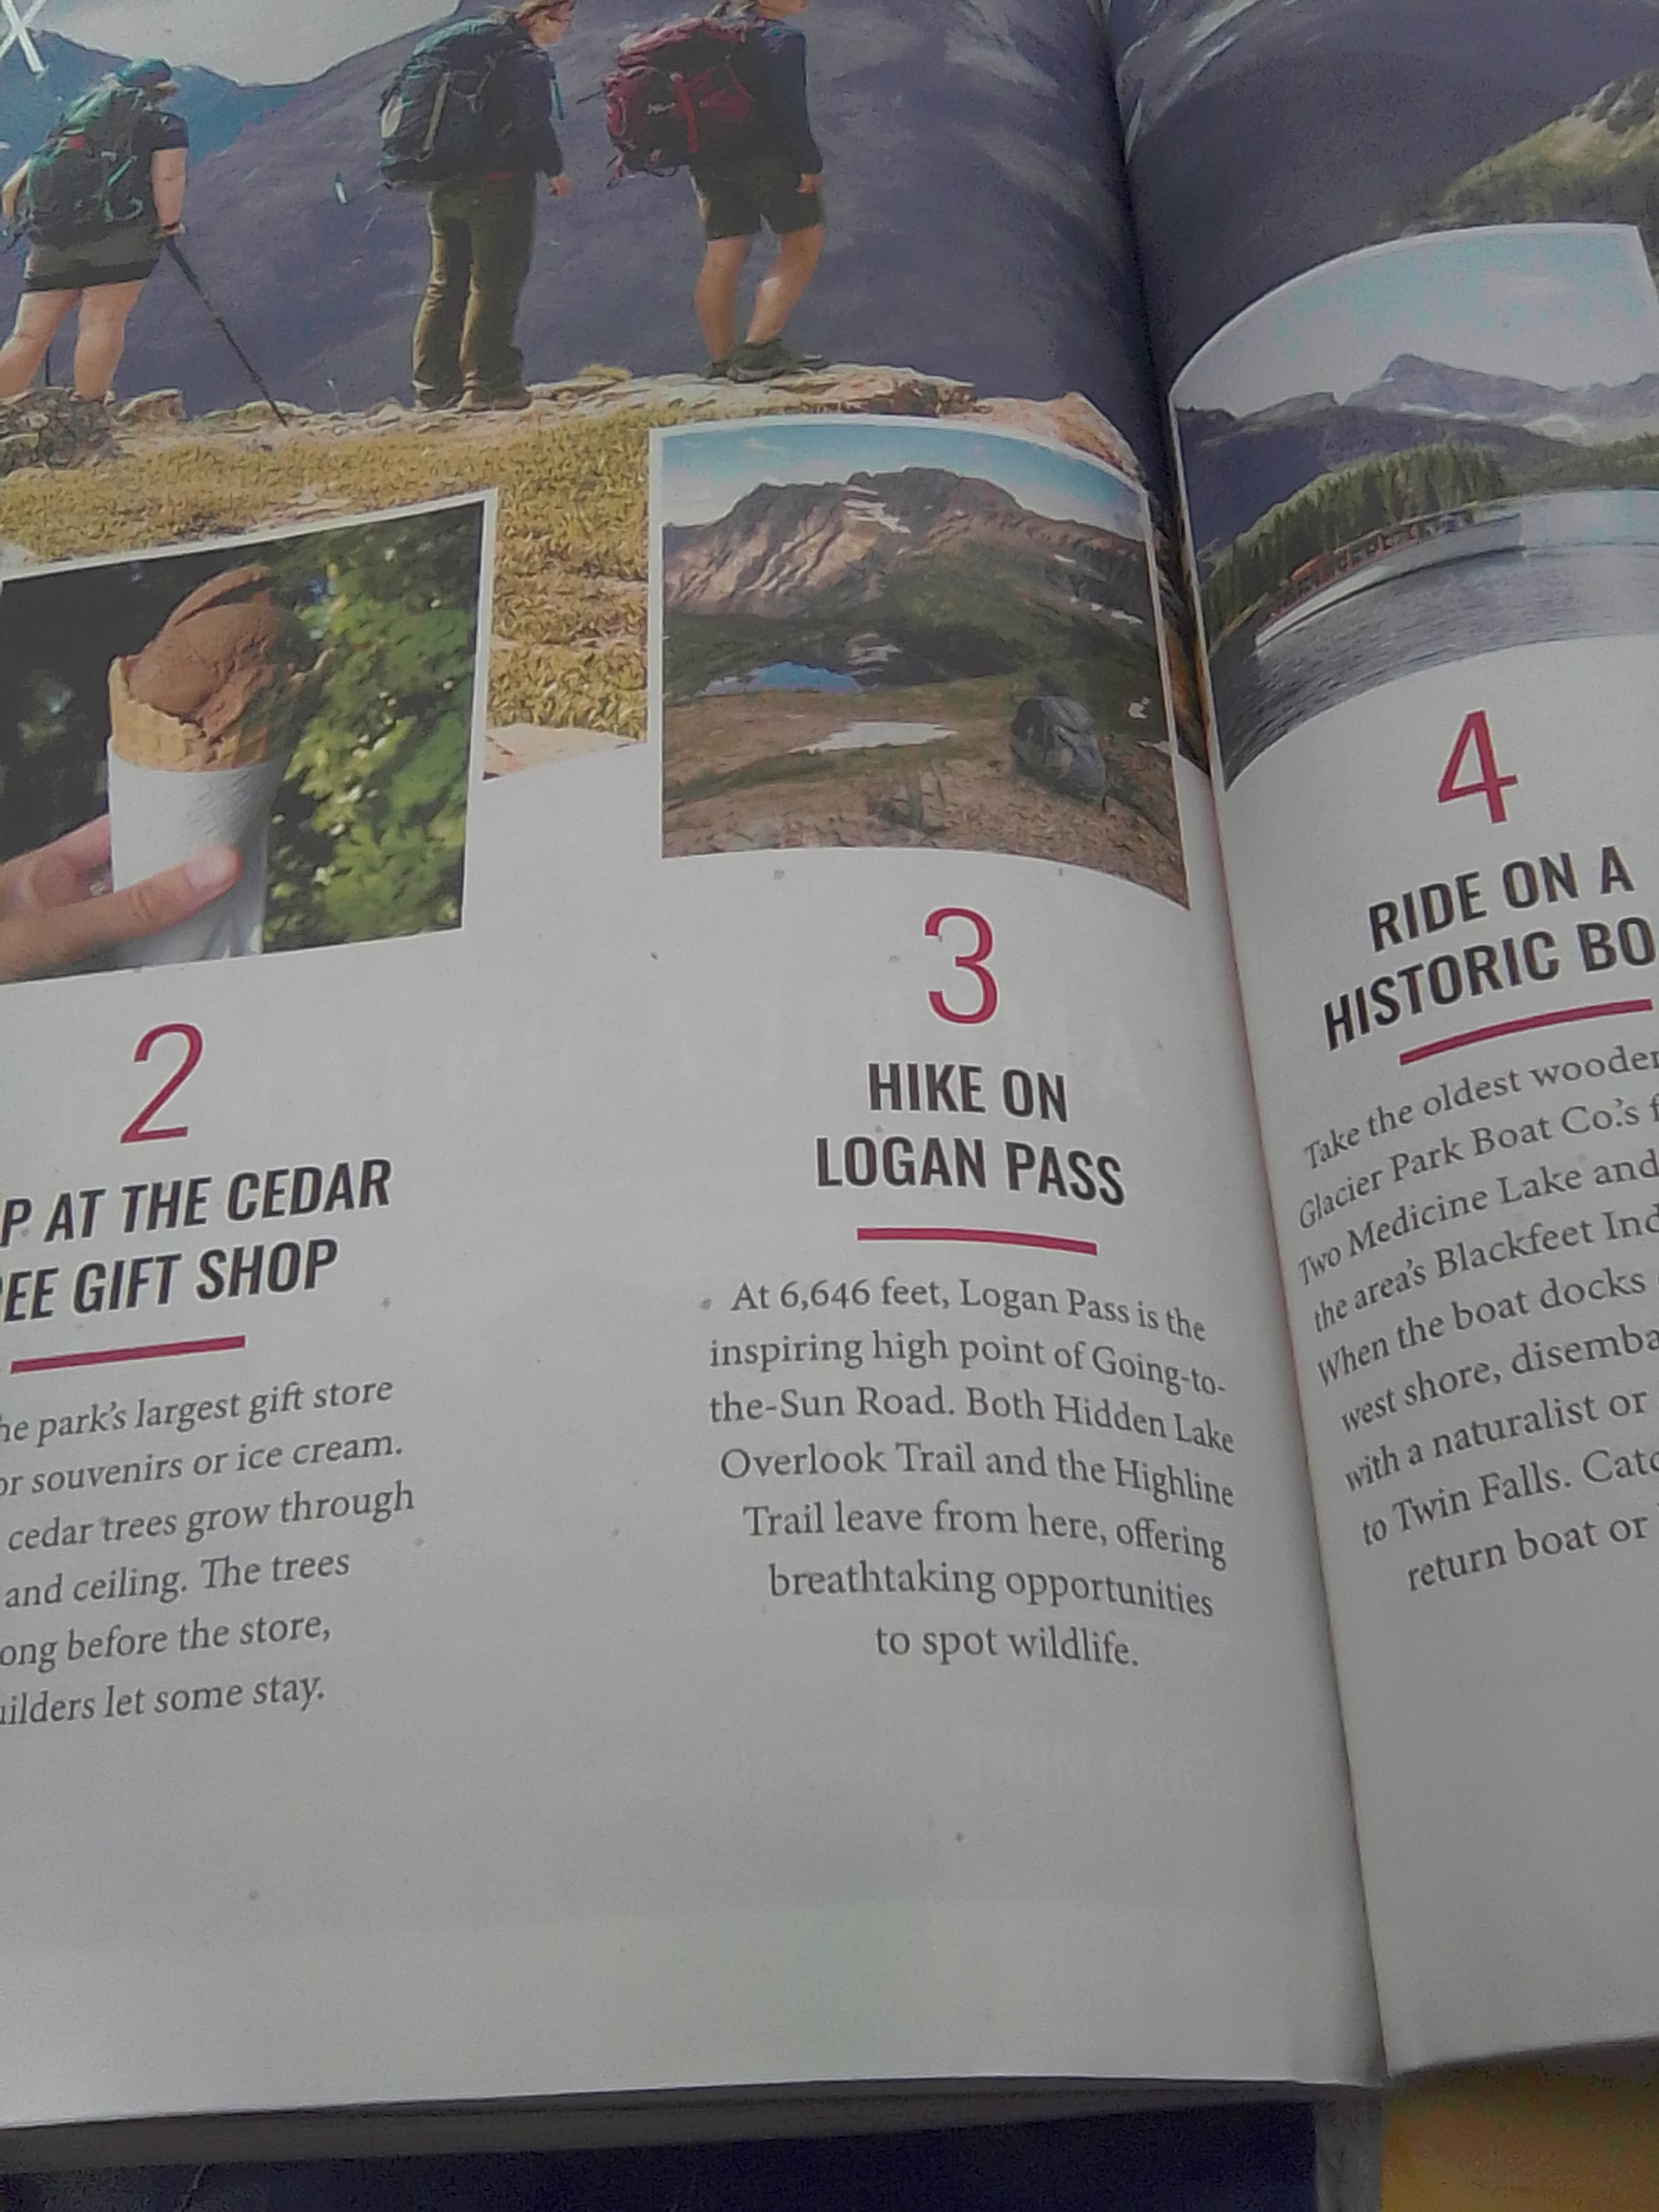 X
2
P AT THE CEDAR
EE GIFT SHOP
he park's largest gift store
or souvenirs or ice cream.
cedar trees grow through
and ceiling. The trees
ong before the store,
uilders let some stay.
3
HIKE ON
LOGAN PASS
At 6,646 feet, Logan Pass is the
inspiring high point of Going-to-
the-Sun Road. Both Hidden Lake
Overlook Trail and the Highline
Trail leave from here, offering
breathtaking opportunities
to spot wildlife.
4
RIDE ON A
HISTORIC BO
Take the oldest wooden
Glacier Park Boat Co.'s f
Two Medicine Lake and
the area's Blackfeet Ind
When the boat docks
west shore, disemba
with a naturalist or
to Twin Falls. Catc
return boat or